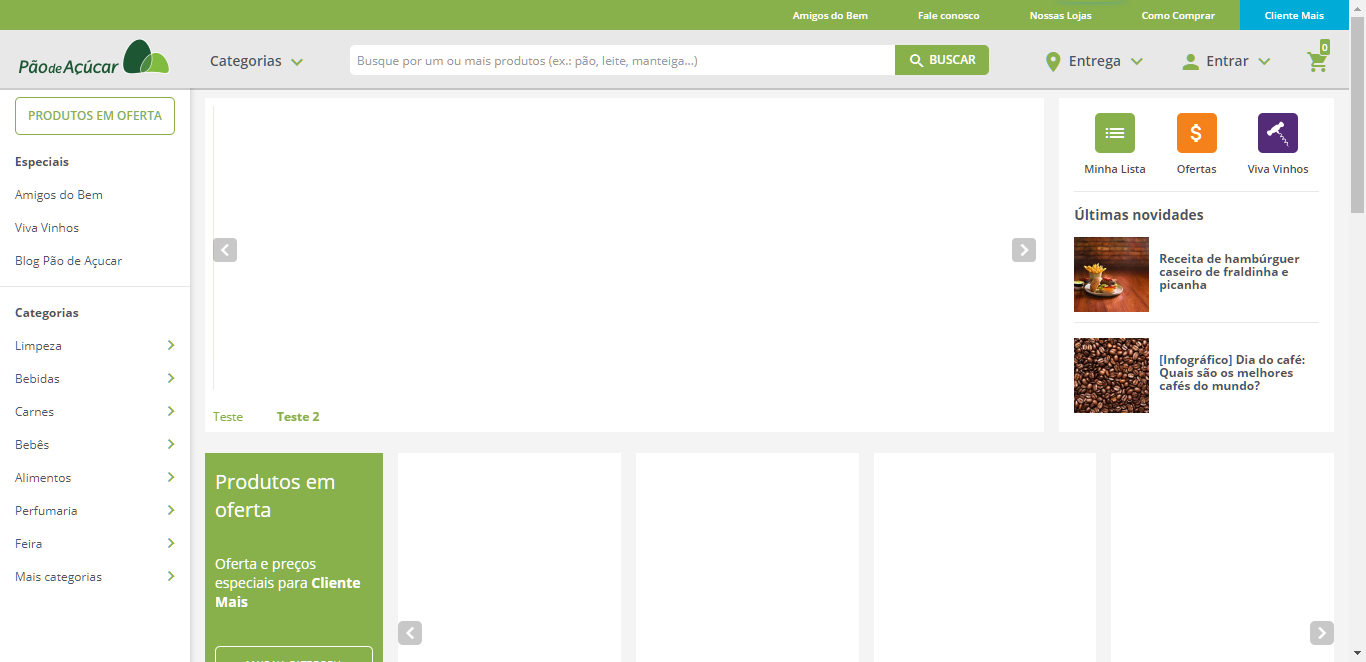 Amigos do Bem
Fale conosco
Nossas Lojas
Como Comprar
Cliente Mais
PãodeAçúcar
Categorias
Busque por um ou mais produtos (ex.: pão, leite, manteiga...)
BUSCAR
Entrega
Entrar
0
PRODUTOS EM OFERTA
Especiais
Amigos do Bem
Viva Vinhos
Blog Pão de Açucar
Categorias
Limpeza
Bebidas
Carnes
Bebês
Alimentos
Perfumaria
Feira
Mais categorias
Teste
Teste 2
Minha Lista
Ofertas
Viva Vinhos
Últimas novidades
Receita de hambúrguer
caseiro de fraldinha e
picanha
[Infográfico] Dia do café:
Quais são os melhores
cafés do mundo?
Produtos em
oferta
Oferta e preços
especiais para Cliente
Mais